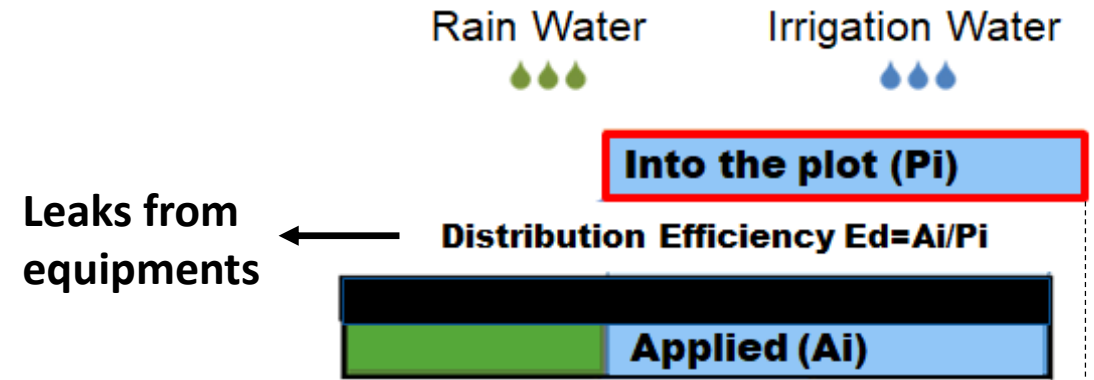 Rain Water
Irrigation Water
Into the plot (Pi)
Leaks from
equipments
Distribution Efficiency Ed=Ai/Pi
Applied (Ai)